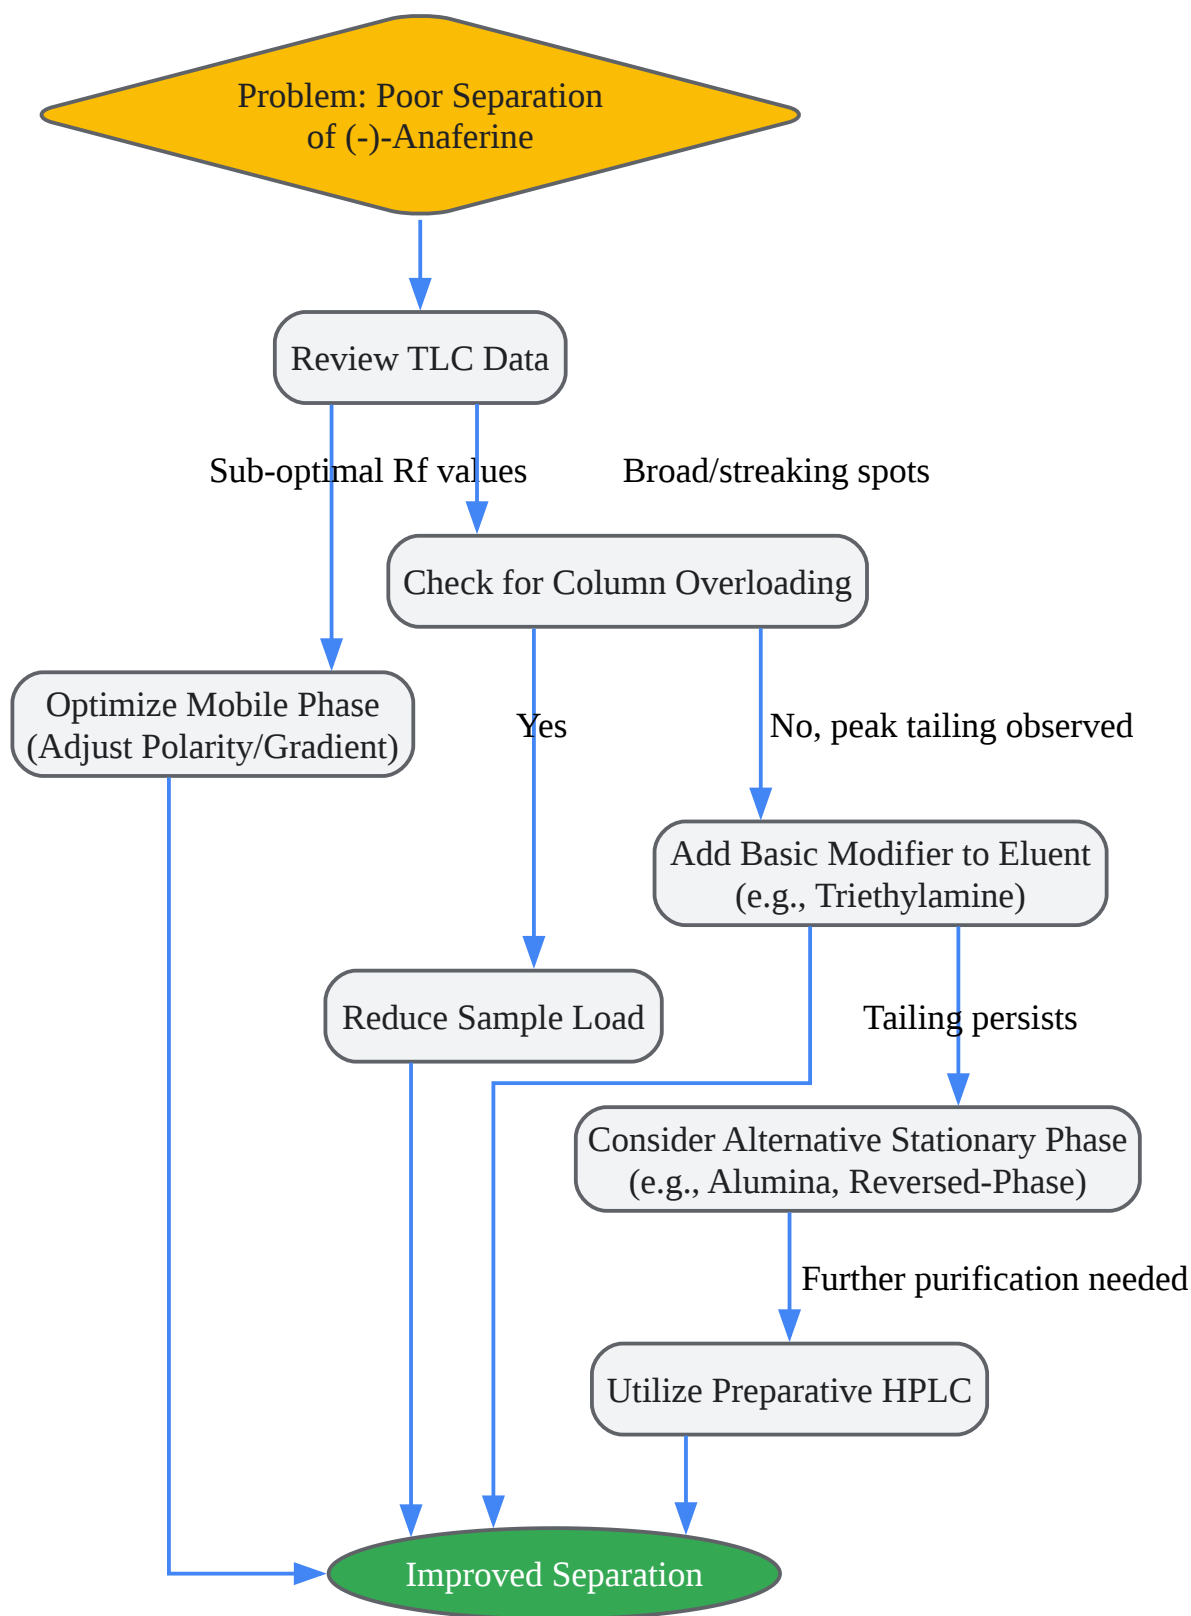 Problem: Poor Separation
of (-)-Anaferine
Review TLC Data
Sub-optimal Rf values
Broad/streaking spots
Check for Column Overloading
Optimize Mobile Phase
(Adjust Polarity/Gradient)
Yes
No, peak tailing observed
Add Basic Modifier to Eluent
(e.g., Triethylamine)
Reduce Sample Load
Tailing persists
Consider Alternative Stationary Phase
(e.g., Alumina, Reversed-Phase)
Further purification needed
Utilize Preparative HPLC
Improved Separation